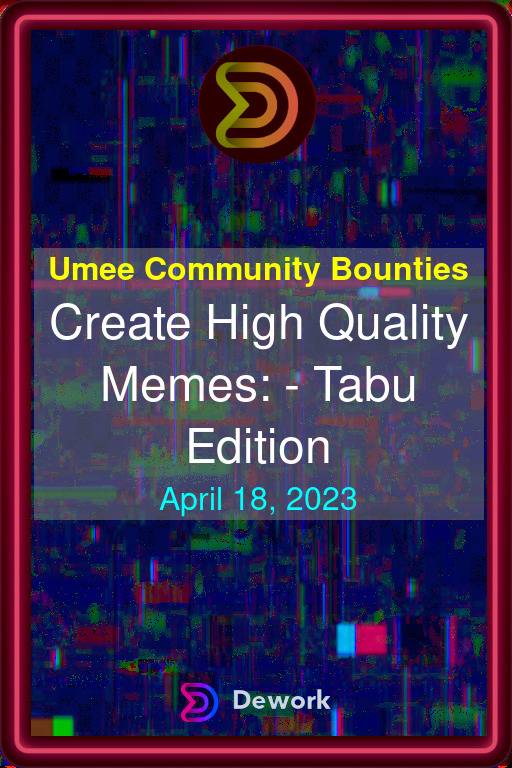 Umee Community Bounties
Create High Quality
Memes: - Tabu
Edition
April 18, 2023
Dework